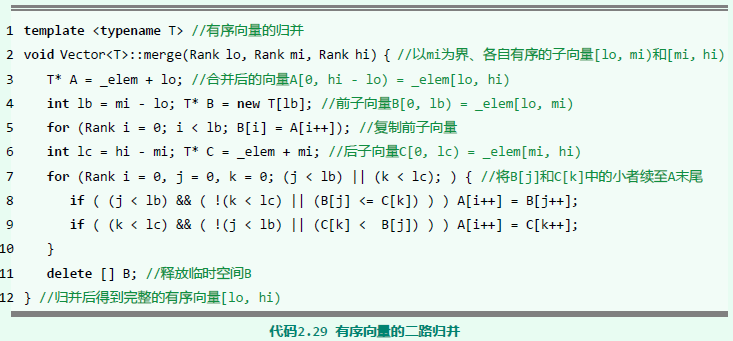 1 template <typename T> //有序向量的归并
2 void Vector<T>::merge(Rank lo, Rank mi, Rank hi) { //以mi为界、各自有序的子向量[lo, mi)和[mi, hi)
3 T* A = _elem + lo; //合并后的向量A[0, hi - lo) = _elem[lo, hi)
4 int lb = mi - lo; T* B = new T[lb]; //前子向量B[0, lb) = _elem[lo, mi)
5 for (Rank i = 0; i < lb; B[i] = A[i++]); //复制前子向量
6 int lc = hi - mi; T* C = _elem + mi; //后子向量C[0, lc) = _elem[mi, hi)
7 for (Rank i = 0, j = 0, k = 0; (j < lb) || (k < lc); ) { //将B[j]和C[k]中的小者续至A末尾
8 if ( (j < lb) && ( !(k < lc) || (B[j] <= C[k]) ) ) A[i++] = B[j++];
9 if ( (k < lc) && ( !(j < lb) || (C[k] < B[j]) ) ) A[i++] = C[k++];
10 }
11 delete [] B; //释放临时空间B
12 } //归并后得到完整的有序向量[lo, hi)
代码2.29 有序向量的二路归并